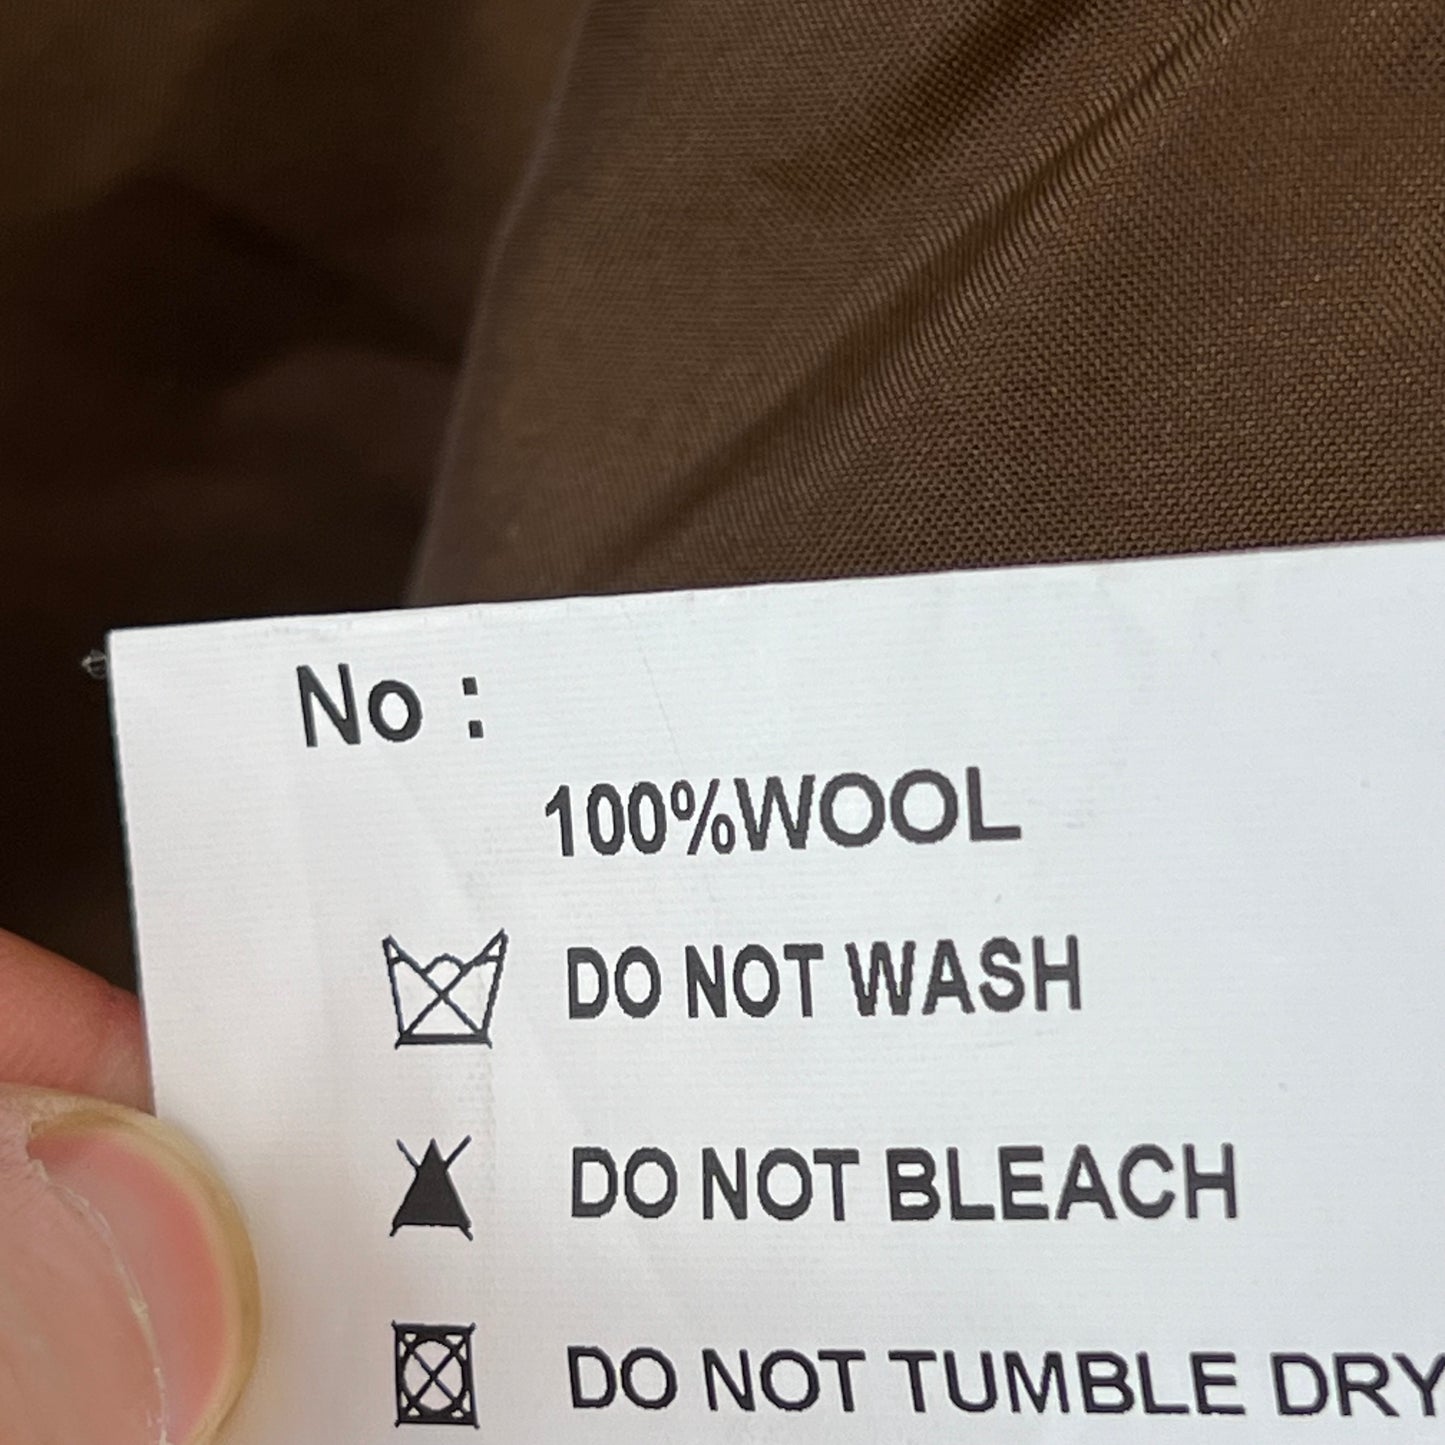 No :
100%WOOL
DO NOT WASH
DO NOT BLEACH
DO NOT TUMBLE DRY